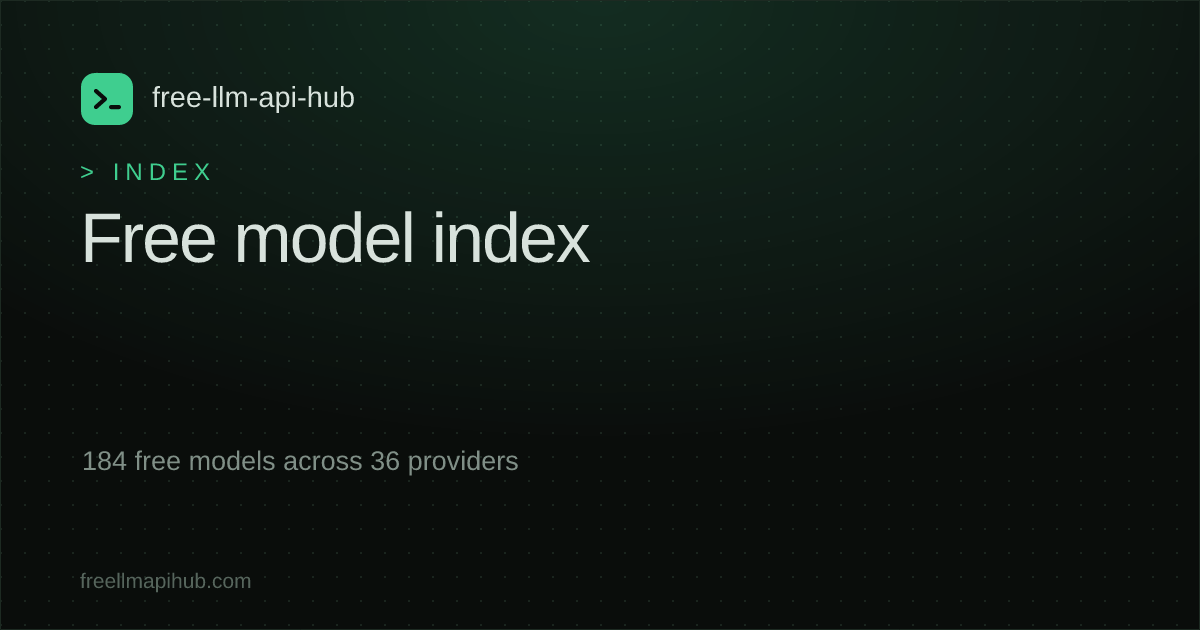 free-llm-api-hub
> INDEX
Free model index
184 free models across 36 providers
freellmapihub.com